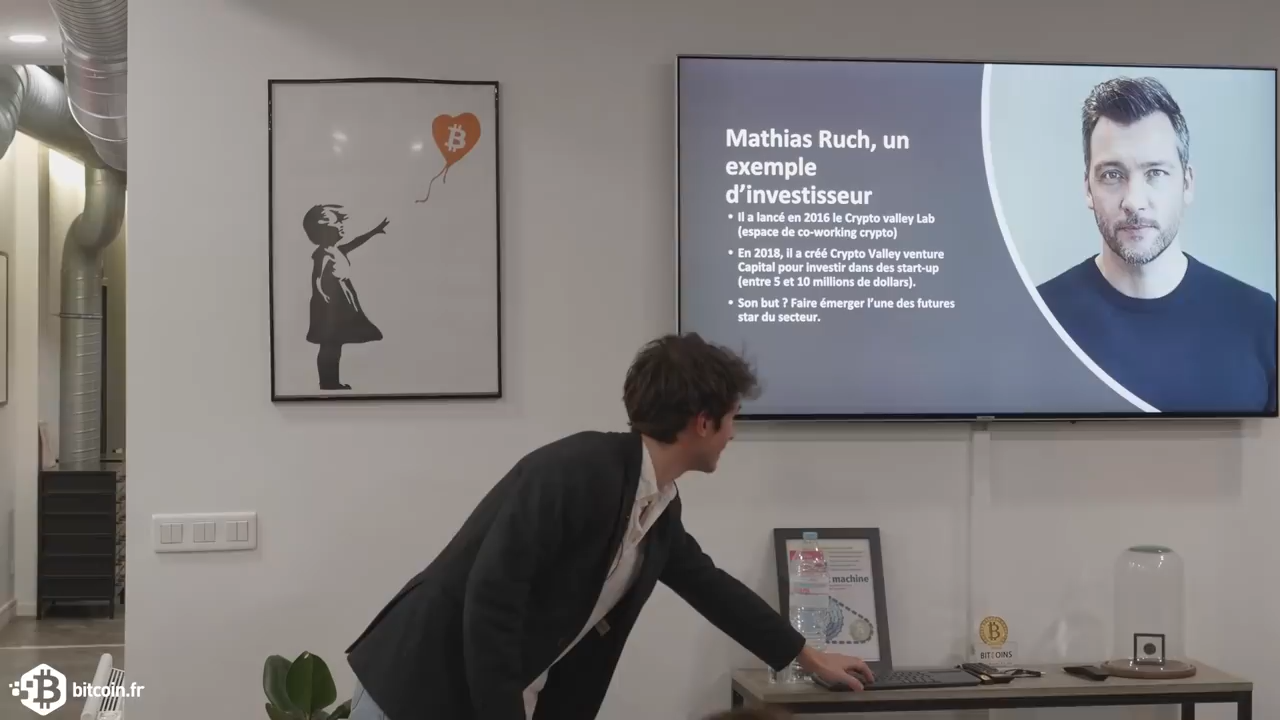 Mathias Ruch, un
exemple
d'investisseur
• Il a lancé en 2016 le Crypto valley Lab
(espace de co-working crypto)
• En 2018, il a créé Crypto Valley venture
Capital pour investir dans des start-up
(entre 5 et 10 millions de dollars).
• Son but ? Faire émerger l'une des futures
star du secteur.
machine
BITCOINS
bitcoin.fr